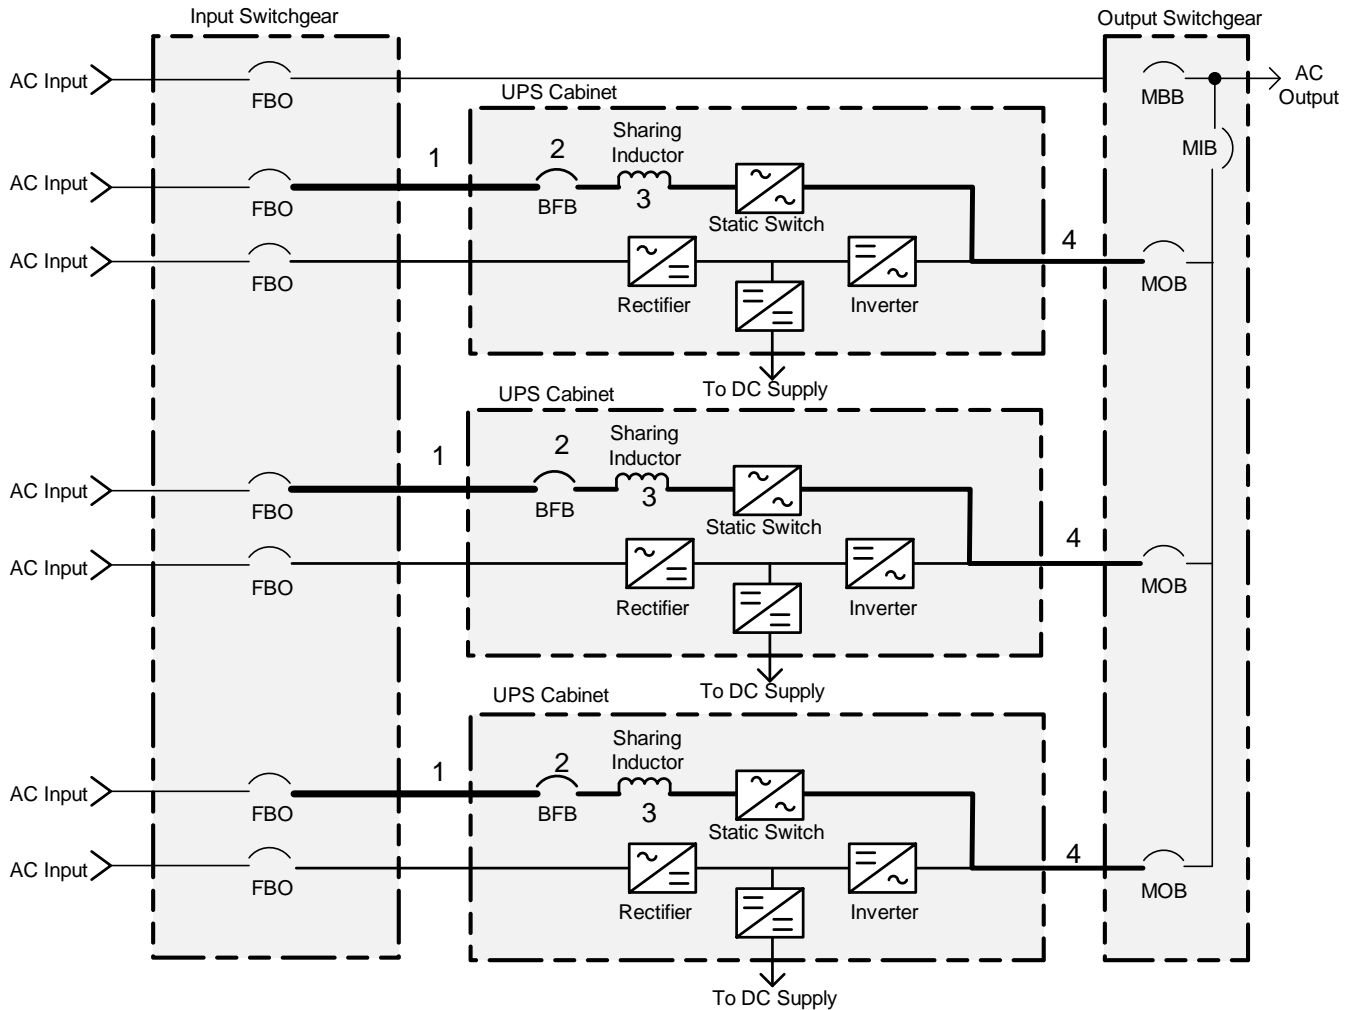 Input Switchgear
Output Switchgear
AC Input
FBO
MBB
AC
Output
UPS Cabinet
MIB
AC Input
FBO
1
2
BFB
Sharing
Inductor
3
Static Switch
AC Input
FBO
Rectifier
Inverter
4
MOB
To DC Supply
UPS Cabinet
AC Input
FBO
1
2
BFB
Sharing
Inductor
3
Static Switch
AC Input
FBO
Rectifier
Inverter
4
MOB
To DC Supply
UPS Cabinet
AC Input
FBO
1
2
BFB
Sharing
Inductor
3
Static Switch
AC Input
FBO
Rectifier
Inverter
4
MOB
To DC Supply